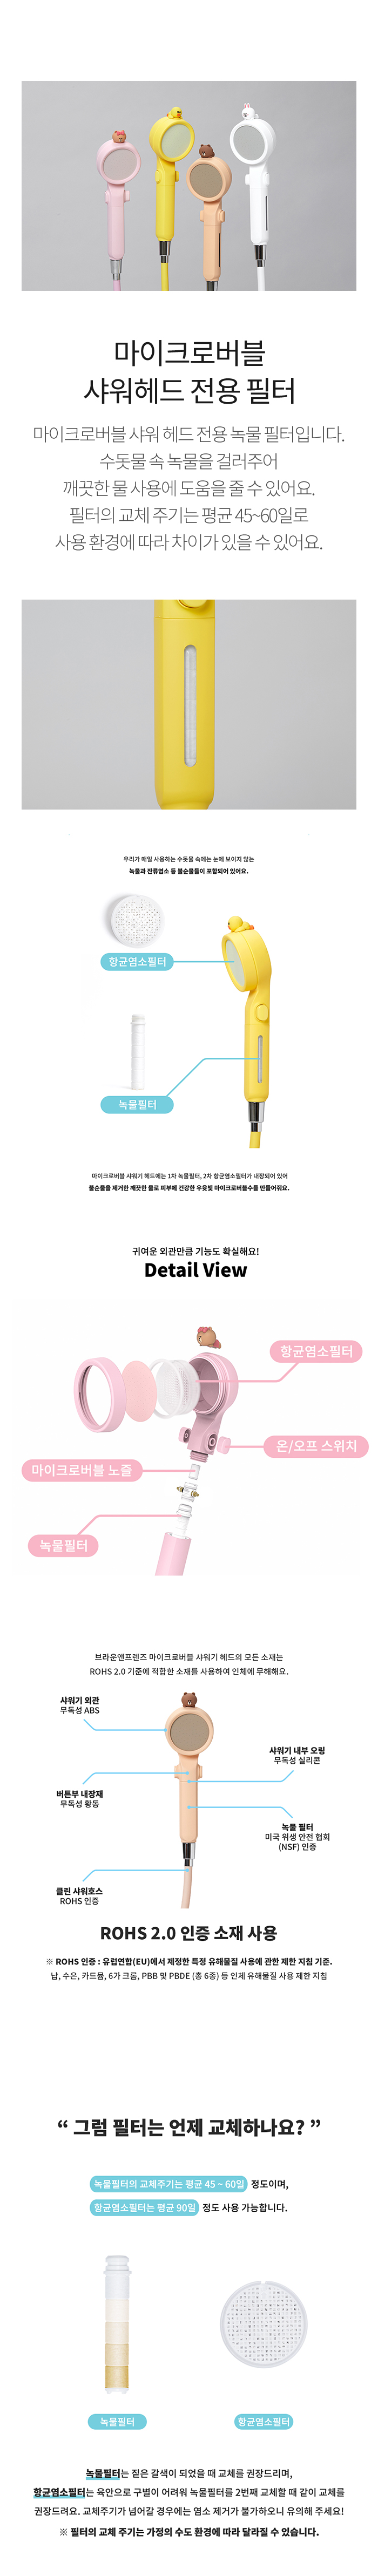 마이크로버블
샤워헤드 전용 필터
마이크로버블 샤워 헤드 전용 녹물 필터입니다.
수돗물 속 녹물을 걸러주어
깨끗한 물 사용에 도움을 줄 수 있어요.
필터의 교체 주기는 평균 45~60일로
사용 환경에 따라 차이가 있을 수 있어요.
우리가 매일 사용하는 수돗물 속에는 눈에 보이지 않는
녹물과 잔류염소 등 불순물들이 포함되어 있어요.
항균염소필터
녹물필터
마이크로버블 샤워기 헤드에는 1차 녹물필터, 2차 항균염소필터가 내장되어 있어
불순물을 제거한 깨끗한 물로 피부에 건강한 우윳빛 마이크로버블수를 만들어줘요.
귀여운 외관만큼 기능도 확실해요!
Detail View
항균염소필터
온/오프 스위치
마이크로버블 노즐
녹물필터
브라운앤프렌즈 마이크로버블 샤워기 헤드의 모든 소재는
ROHS 2.0 기준에 적합한 소재를 사용하여 인체에 무해해요.
샤워기 외관
무독성 ABS
샤워기 내부 오링
무독성 실리콘
버튼부 내장재
무독성 황동
녹물 필터
미국 위생 안전 협회
(NSF) 인증
클린 샤워호스
ROHS 인증
ROHS 2.0 인증 소재 사용
※ ROHS 인증 : 유럽연합(EU)에서 제정한 특정 유해물질 사용에 관한 제한 지침 기준.
납, 수은, 카드뮴, 6가 크롬, PBB 및 PBDE (총 6종) 등 인체 유해물질 사용 제한 지침
“ 그럼 필터는 언제 교체하나요? ”
녹물필터의 교체주기는 평균 45 ~ 60일 정도이며,
항균염소필터는 평균 90일 정도 사용 가능합니다.
녹물필터
항균염소필터
녹물필터는 짙은 갈색이 되었을 때 교체를 권장드리며,
항균염소필터는 육안으로 구별이 어려워 녹물필터를 2번째 교체할 때 같이 교체를
권장드려요. 교체주기가 넘어갈 경우에는 염소 제거가 불가하오니 유의해 주세요!
※ 필터의 교체 주기는 가정의 수도 환경에 따라 달라질 수 있습니다.